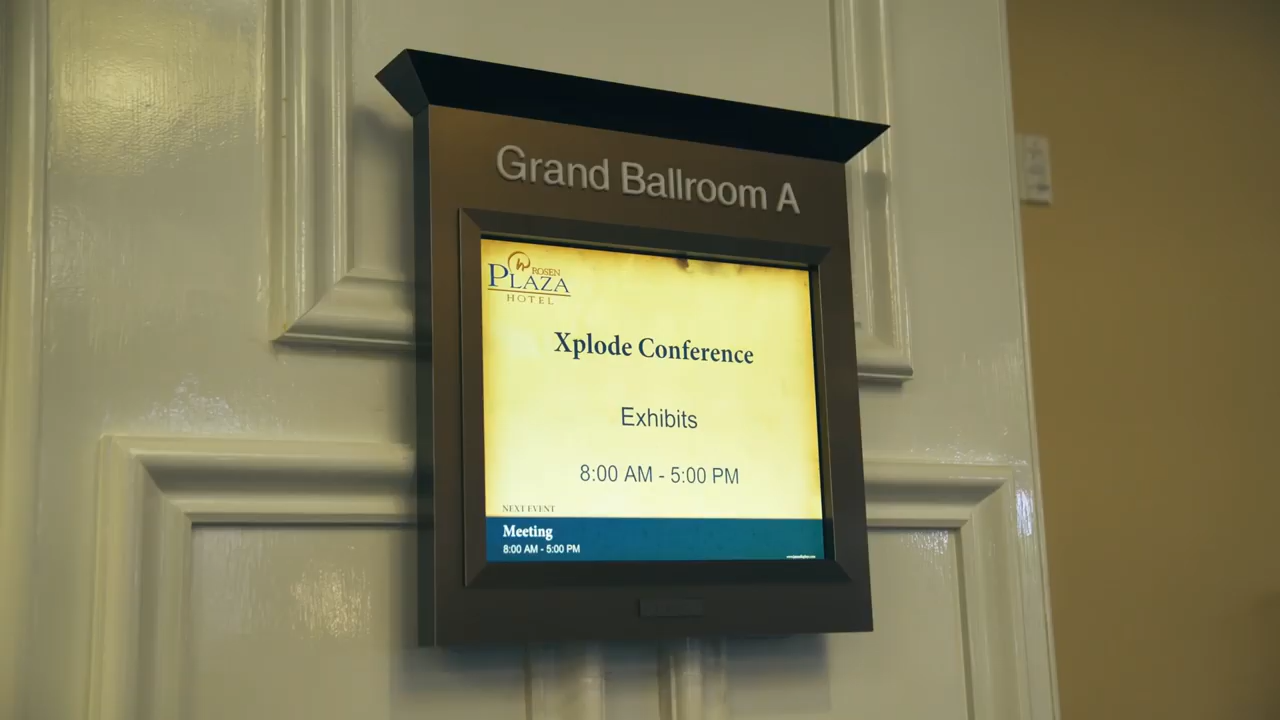 Grand Ballroom A
ROSEN
PLAZA
HOTEL
Xplode Conference
Exhibits
8:00 AM - 5:00 PM
NEXT EVENT
Meeting
8:00 AM - 5:00 PM